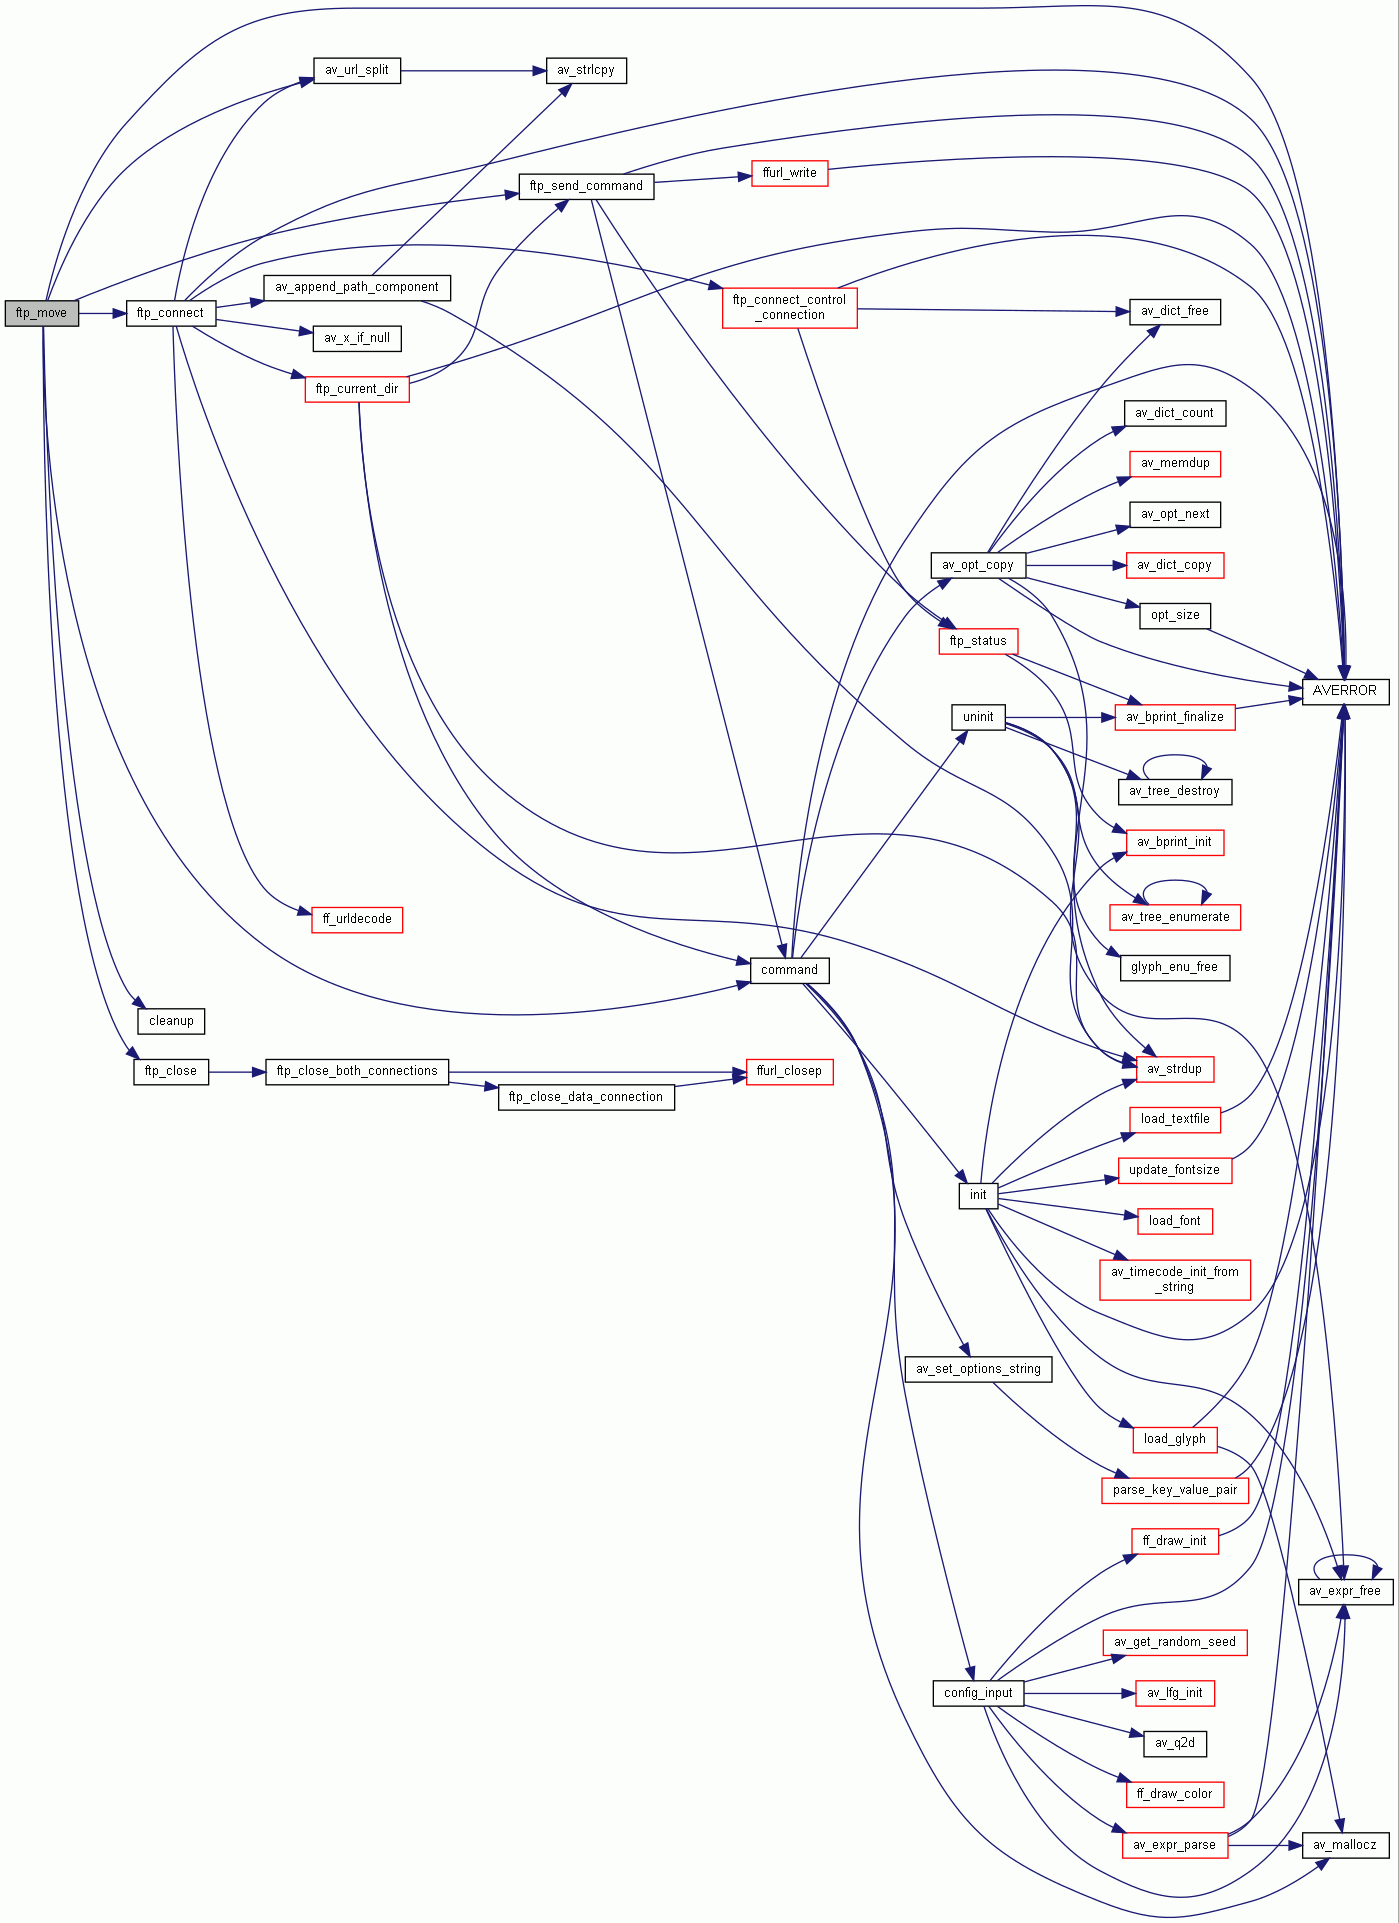 av_url_split
av_strlcpy
ftp_send_command
ffurl_write
ftp_move
ftp_connect
av_append_path_component
av_x_if_null
ftp_current_dir
ftp_connect_control
_connection
av_dict_free
av_dict_count
av_memdup
av_opt_next
av_opt_copy
av_dict_copy
opt_size
ftp_status
AVERROR
uninit
av_bprint_finalize
av_tree_destroy
av_bprint_init
av_tree_enumerate
ff_urldecode
command
glyph_enu_free
cleanup
ftp_close
ftp_close_both_connections
ftp_close_data_connection
ffurl_closep
av_strdup
load_textfile
update_fontsize
init
load_font
av_timecode_init_from
_string
av_set_options_string
load_glyph
parse_key_value_pair
ff_draw_init
av_expr_free
av_get_random_seed
config_input
av_lfg_init
av_q2d
ff_draw_color
av_expr_parse
av_mallocz